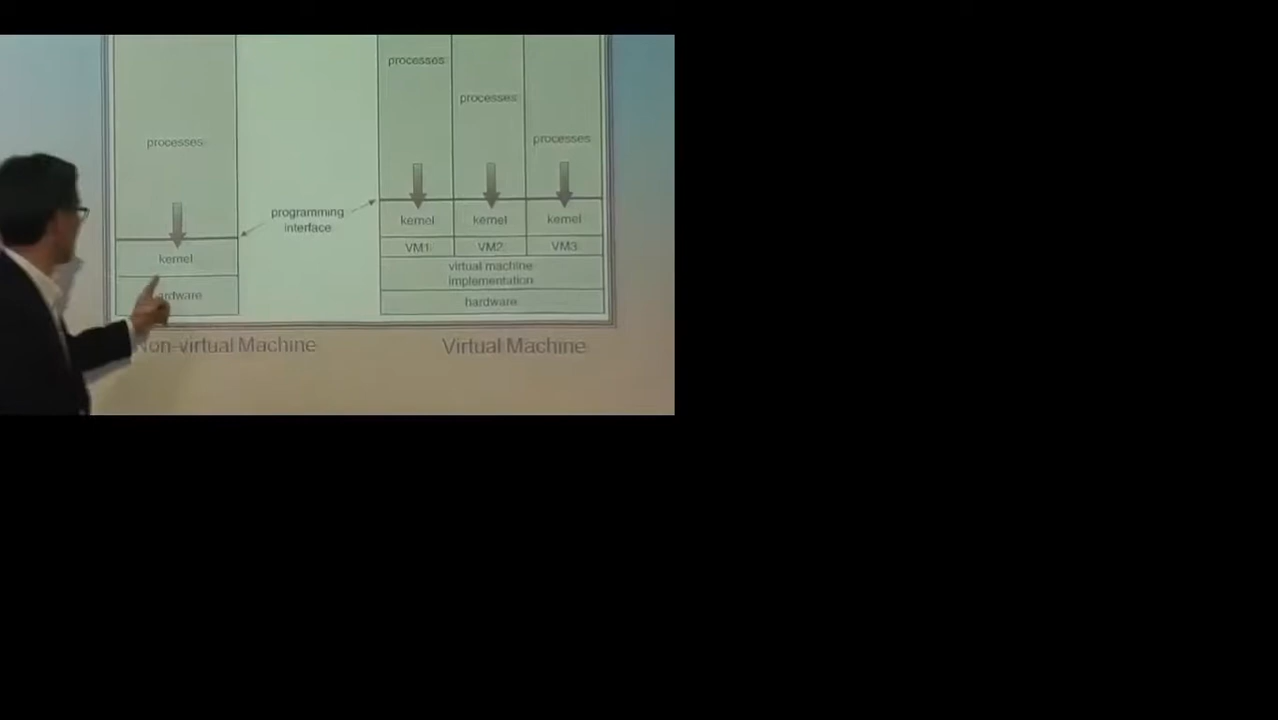 processes
kernel
hardware
Non-virtual Machine
programming
interface
processes
processes
processes
kernel
kernel
kernel
VM1
VM2
VM3
virtual machine
implementation
hardware
Virtual Machine